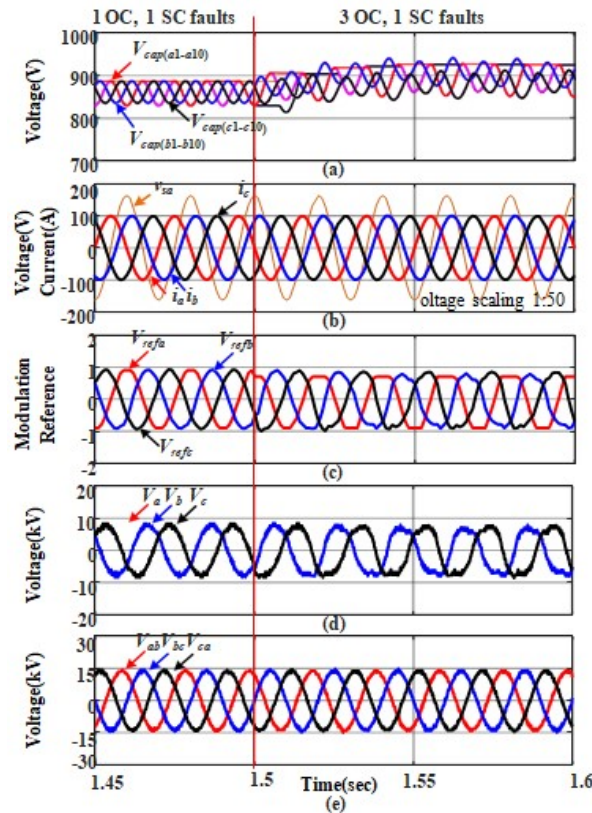 1 OC, 1 SC faults
3 OC, 1 SC faults
1000
900
800
700
Voltage(V)
Vcap(a1-a10)
Vcap(b1-b10)
Vcap(c1-c10)
(a)
200
100
0
-100
-200
Voltage(V)
Current(A)
vsa
ic
ia ib
oltage scaling 1:50
(b)
2
1
0
-1
-2
Modulation
Reference
Vrefa
Vrefb
Vrefc
(c)
20
10
0
-10
-20
Voltage(kV)
Va Vb Vc
(d)
30
15
0
-15
-30
Voltage(kV)
Vab Vbc Vca
1.45
1.5
1.55
1.6
Time(sec)
(e)